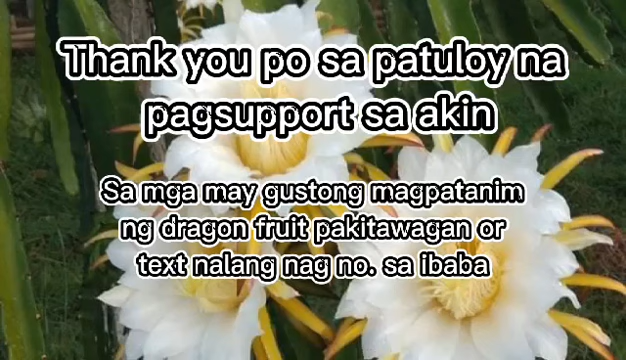 Thank you po sa patuloy na
pagsupport sa akin
Sa mga may gustong magpatanim
ng dragon fruit pakitawagan or
text nalang nag no. sa ibaba